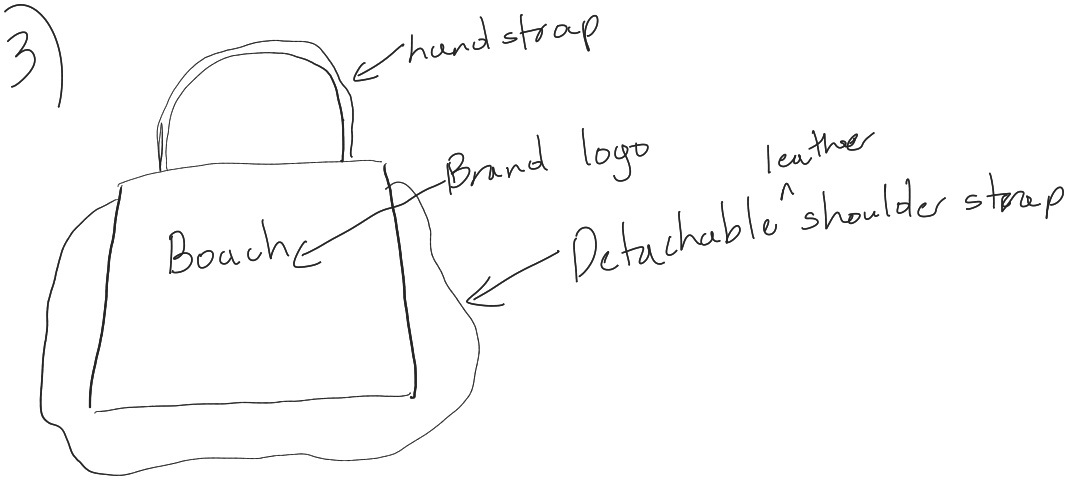 3)
hand strap
Brand logo
leather
Detachable ^ shoulder strap
Boach